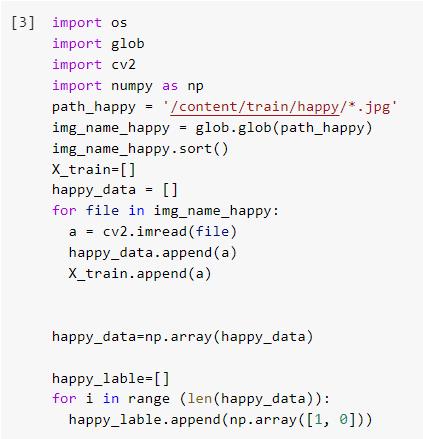 [3] import os
import glob
import cv2
import numpy as np
path_happy = '/content/train/happy/*.jpg'
img_name_happy = glob.glob(path_happy)
img_name_happy.sort()
X_train=[]
happy_data = []
for file in img_name_happy:
  a = cv2.imread(file)
  happy_data.append(a)
  X_train.append(a)
happy_data=np.array(happy_data)
happy_lable=[]
for i in range (len(happy_data)):
  happy_lable.append(np.array([1, 0]))